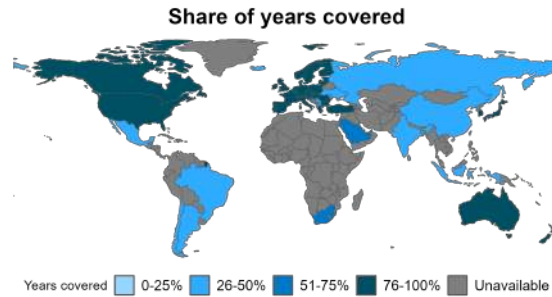 Share of years covered
Years covered 0-25% 26-50% 51-75% 76-100% Unavailable